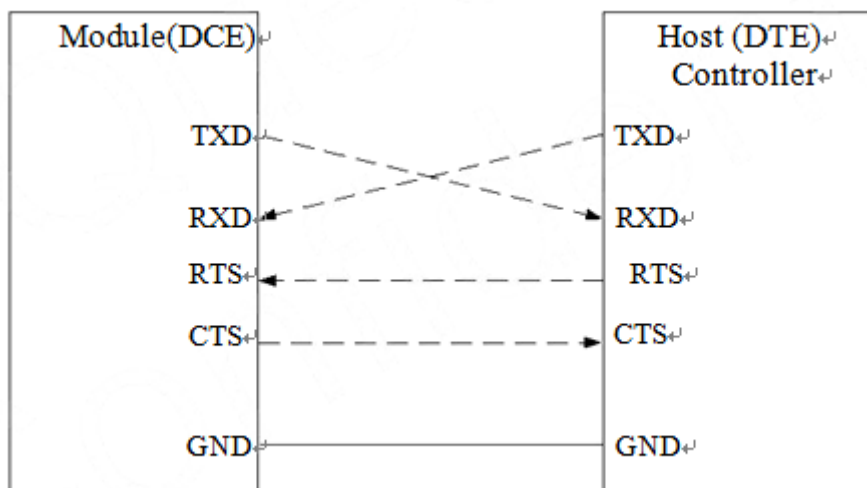 Module(DCE)↵
Host (DTE)↵
Controller↵
TXD↵
TXD↵
RXD↵
RXD↵
RTS↵
RTS↵
CTS↵
CTS↵
GND↵
GND↵